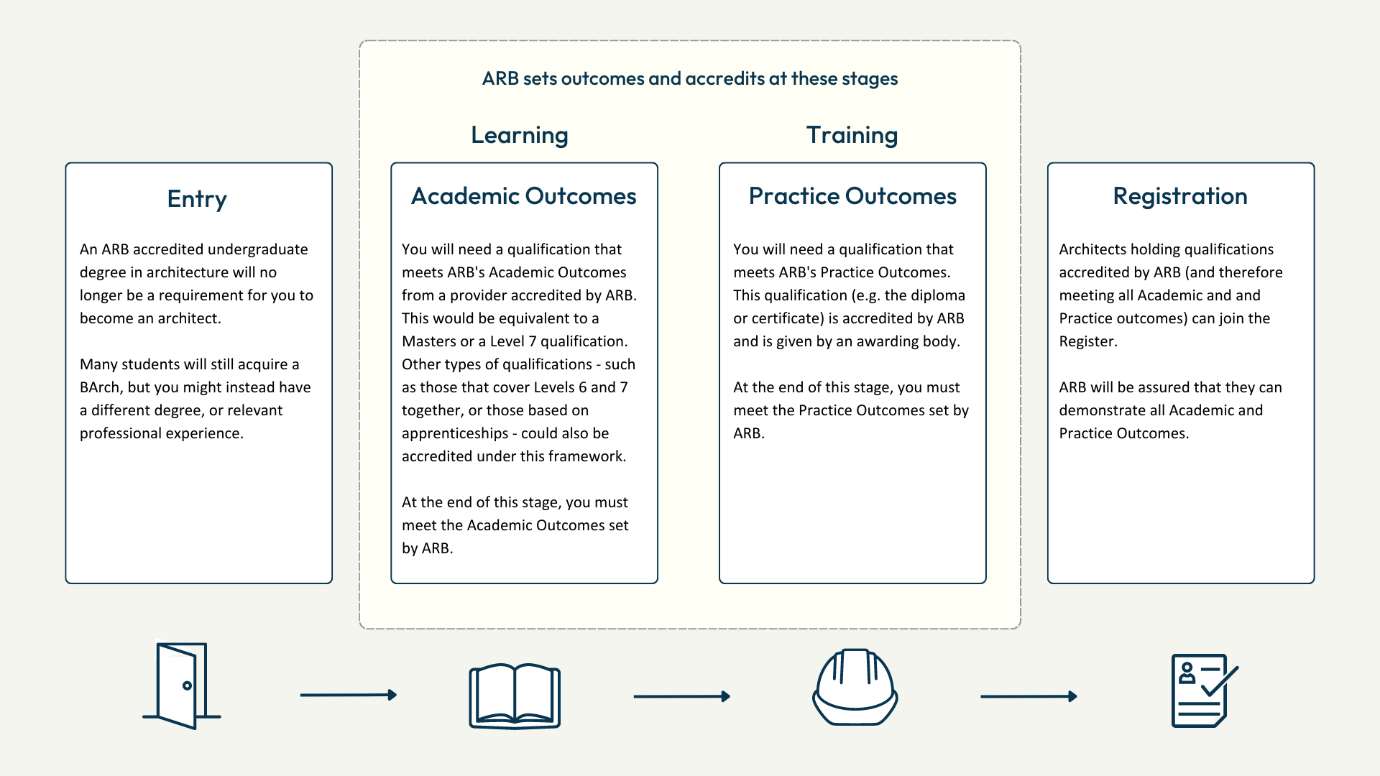 ARB sets outcomes and accredits at these stages
Entry
An ARB accredited undergraduate
degree in architecture will no
longer be a requirement for you to
become an architect.
Many students will still acquire a
BArch, but you might instead have
a different degree, or relevant
professional experience.
Learning
Academic Outcomes
You will need a qualification that
meets ARB's Academic Outcomes
from a provider accredited by ARB.
This would be equivalent to a
Masters or a Level 7 qualification.
Other types of qualifications - such
as those that cover Levels 6 and 7
together, or those based on
apprenticeships - could also be
accredited under this framework.
At the end of this stage, you must
meet the Academic Outcomes set
by ARB.
Training
Practice Outcomes
You will need a qualification that
meets ARB's Practice Outcomes.
This qualification (e.g. the diploma
or certificate) is accredited by ARB
and is given by an awarding body.
At the end of this stage, you must
meet the Practice Outcomes set by
ARB.
Registration
Architects holding qualifications
accredited by ARB (and therefore
meeting all Academic and and
Practice outcomes) can join the
Register.
ARB will be assured that they can
demonstrate all Academic and
Practice Outcomes.